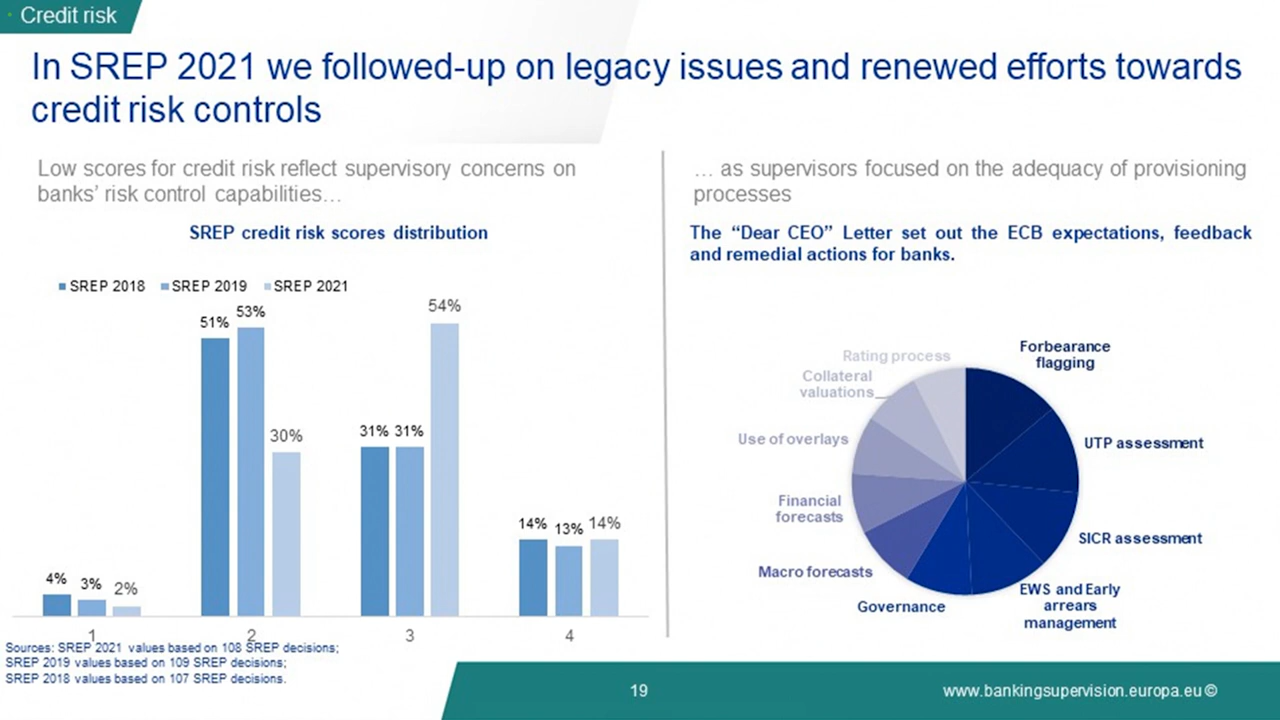 · Credit risk
In SREP 2021 we followed-up on legacy issues and renewed efforts towards
credit risk controls
Low scores for credit risk reflect supervisory concerns on
banks’ risk control capabilities…
SREP credit risk scores distribution
SREP 2018 SREP 2019 SREP 2021
4%
3%
2%
51%
53%
30%
31%
31%
54%
14%
13%
14%
1
2
3
4
Sources: SREP 2021 values based on 108 SREP decisions;
SREP 2019 values based on 109 SREP decisions;
SREP 2018 values based on 107 SREP decisions.
… as supervisors focused on the adequacy of provisioning
processes
The “Dear CEO” Letter set out the ECB expectations, feedback
and remedial actions for banks.
Forbearance
flagging
UTP assessment
SICR assessment
EWS and Early
arrears
management
Governance
Macro forecasts
Financial
forecasts
Use of overlays
Collateral
valuations
Rating process
19
www.bankingsupervision.europa.eu ©